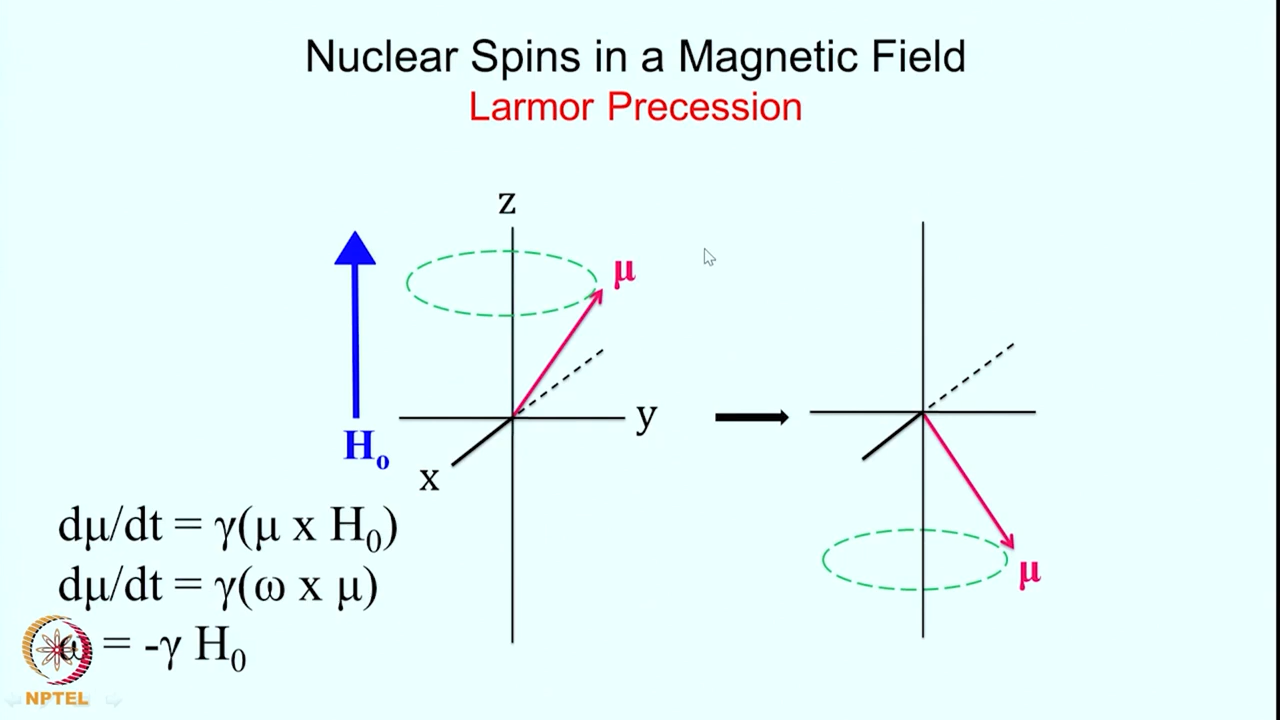 Nuclear Spins in a Magnetic Field
Larmor Precession
z
μ
y
H₀
x
μ
dμ/dt = γ(μ x H₀)
dμ/dt = γ(ω x μ)
ω = -γ H₀
NPTEL